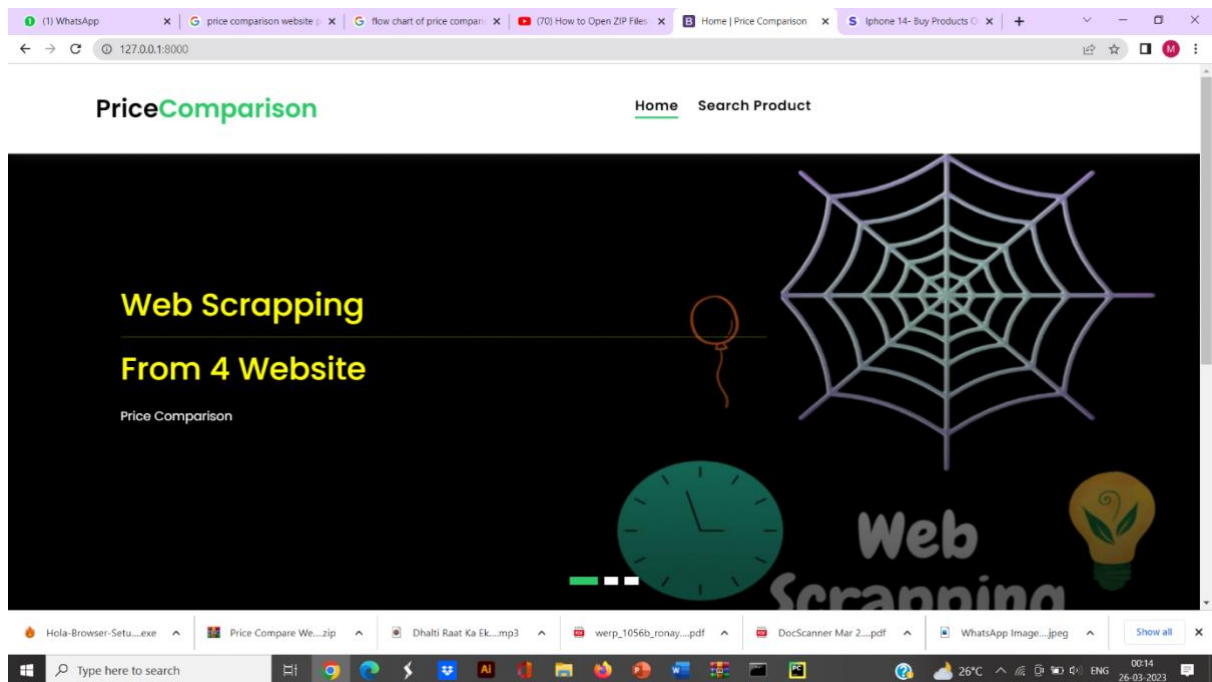 (1) WhatsApp
price comparison website p
flow chart of price compari
(70) How to Open ZIP Files
Home | Price Comparison
Iphone 14- Buy Products O
127.0.0.1:8000
M
PriceComparison
Home Search Product
Web Scrapping
From 4 Website
Price Comparison
Web
Scrapping
Hola-Browser-Setu....exe
Price Compare We....zip
Dhalti Raat Ka Ek....mp3
werp_1056b_ronay....pdf
DocScanner Mar 2....pdf
WhatsApp Image....jpeg
Show all
Type here to search
Ai
26°C
ENG
00:14
26-03-2023